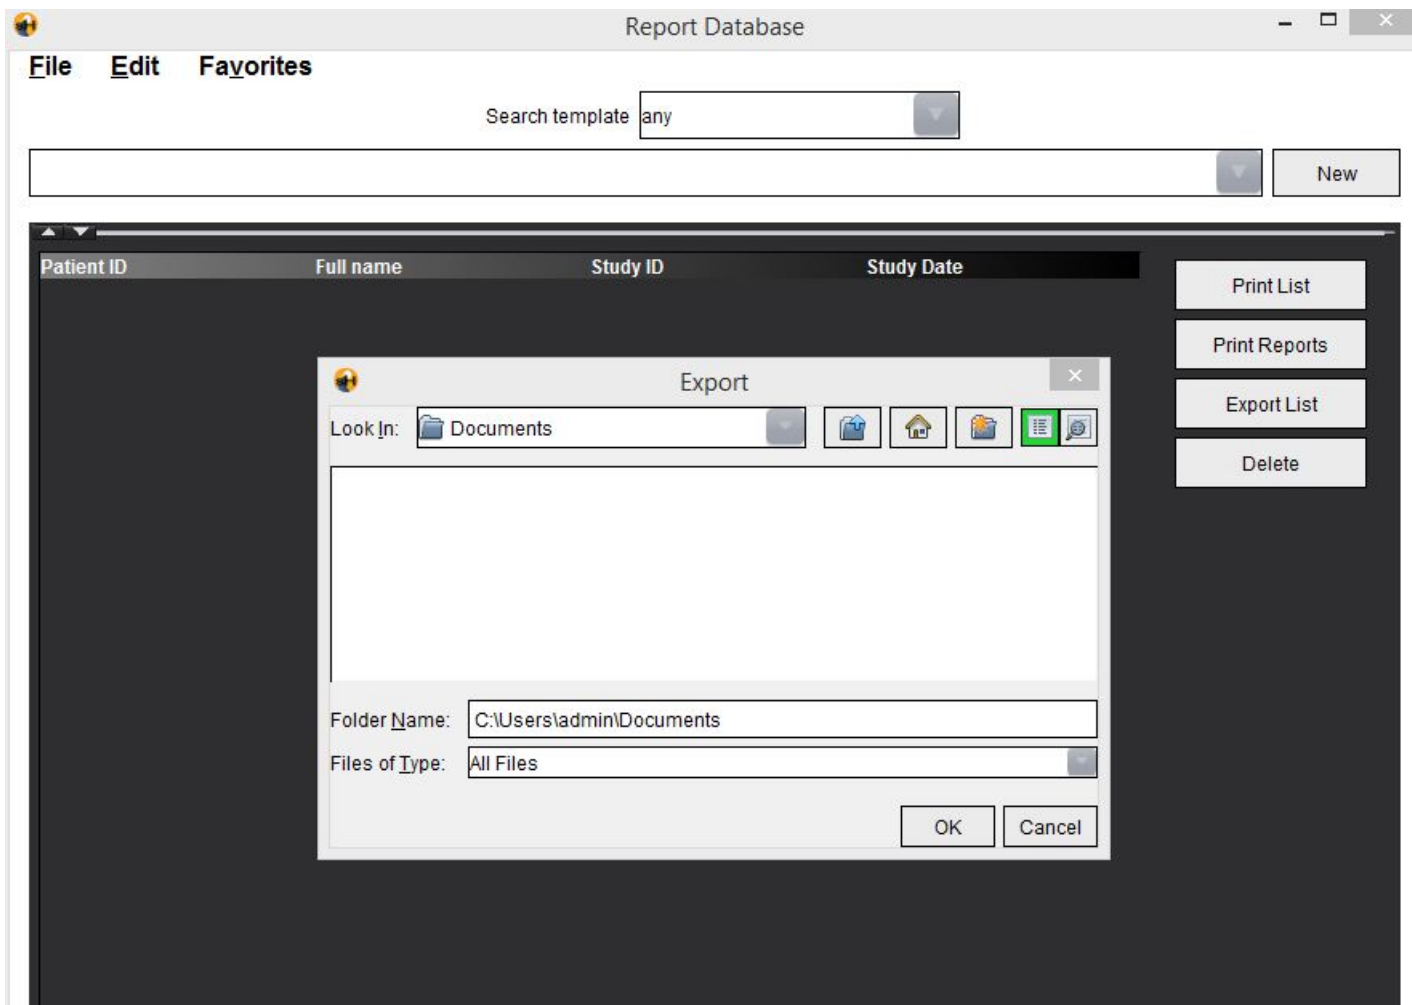 Report Database
File Edit Favorites
Search template any
New
Patient ID Full name Study ID Study Date
Print List
Print Reports
Export List
Delete
Export
Look In: Documents
Folder Name: C:\Users\admin\Documents
Files of Type: All Files
OK Cancel